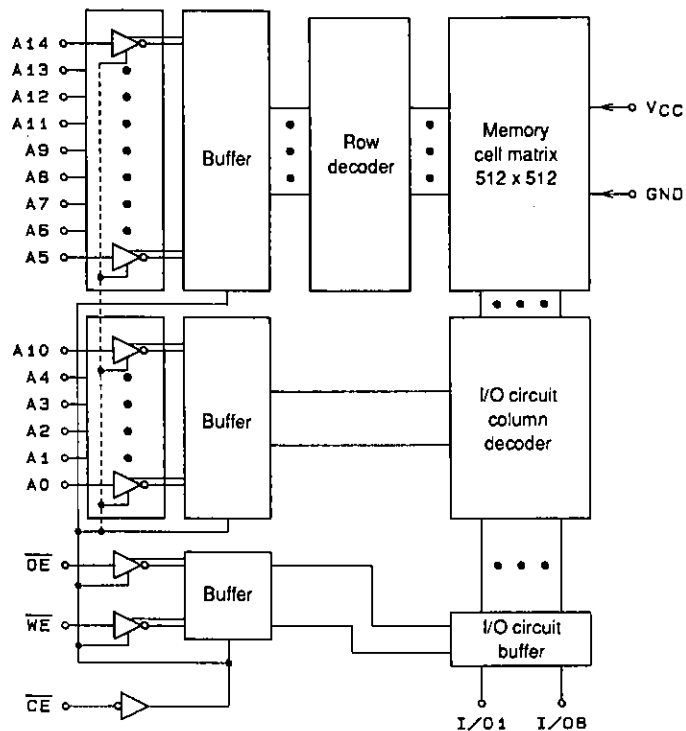 A14
A13
A12
A11
A9
A8
A7
A6
A5
Buffer
Row
decoder
Memory
cell matrix
512 x 512
VCC
GND
A10
A4
A3
A2
A1
A0
Buffer
I/O circuit
column
decoder
OE
WE
CE
Buffer
I/O circuit
buffer
I/O1
I/O8